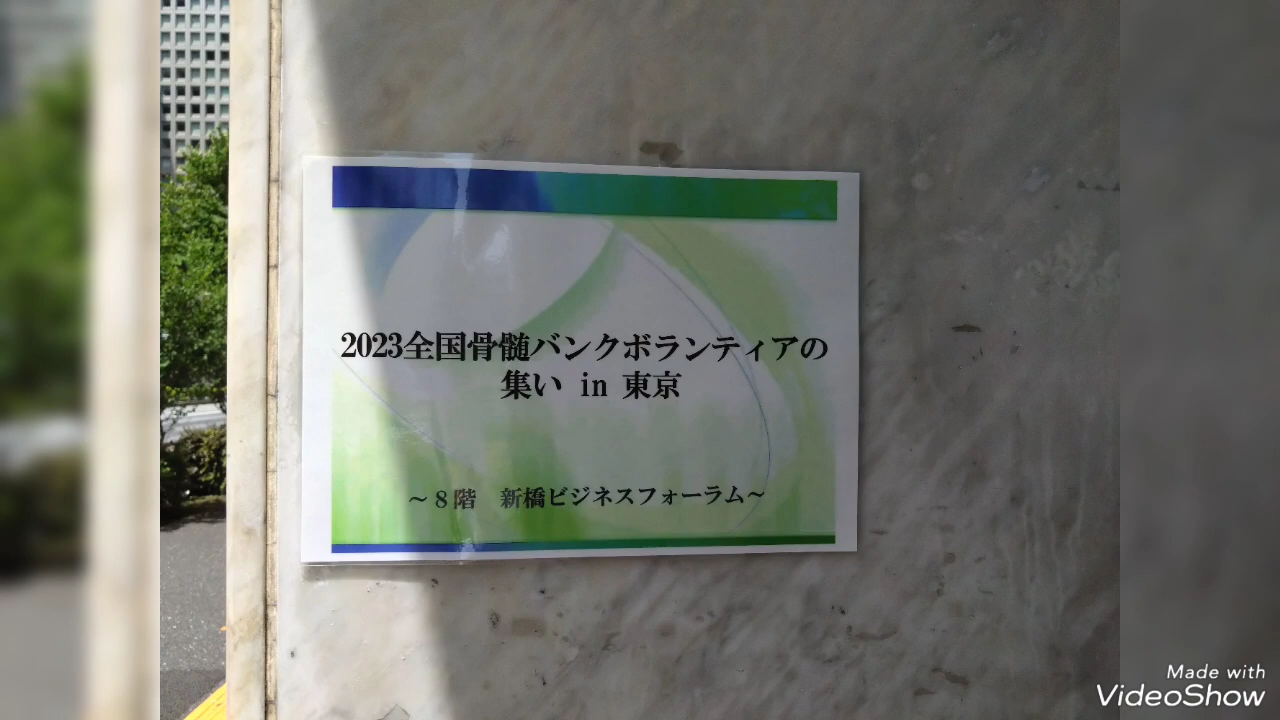 2023全国骨髄バンクボランティアの
集い in 東京
～８階　新橋ビジネスフォーラム～
Made with
VideoShow